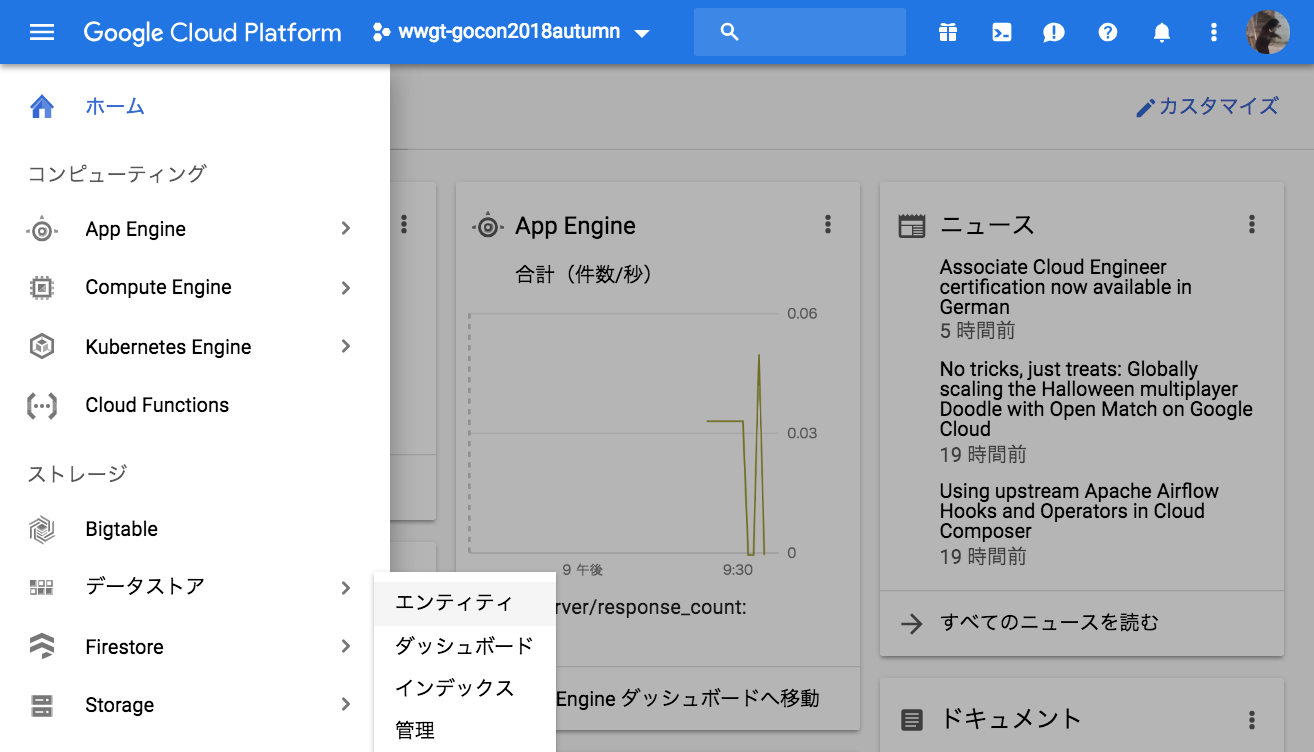 Google Cloud Platform
wwgt-gocon2018autumn
ホーム
コンピューティング
App Engine
Compute Engine
Kubernetes Engine
Cloud Functions
ストレージ
Bigtable
データストア
Firestore
Storage
エンティティ
ダッシュボード
インデックス
管理
カスタマイズ
App Engine
合計（件数/秒）
0.06
0.03
0
9 午後
9:30
rver/response_count:
Engine ダッシュボードへ移動
ニュース
Associate Cloud Engineer
certification now available in
German
5 時間前
No tricks, just treats: Globally
scaling the Halloween multiplayer
Doodle with Open Match on Google
Cloud
19 時間前
Using upstream Apache Airflow
Hooks and Operators in Cloud
Composer
19 時間前
すべてのニュースを読む
ドキュメント